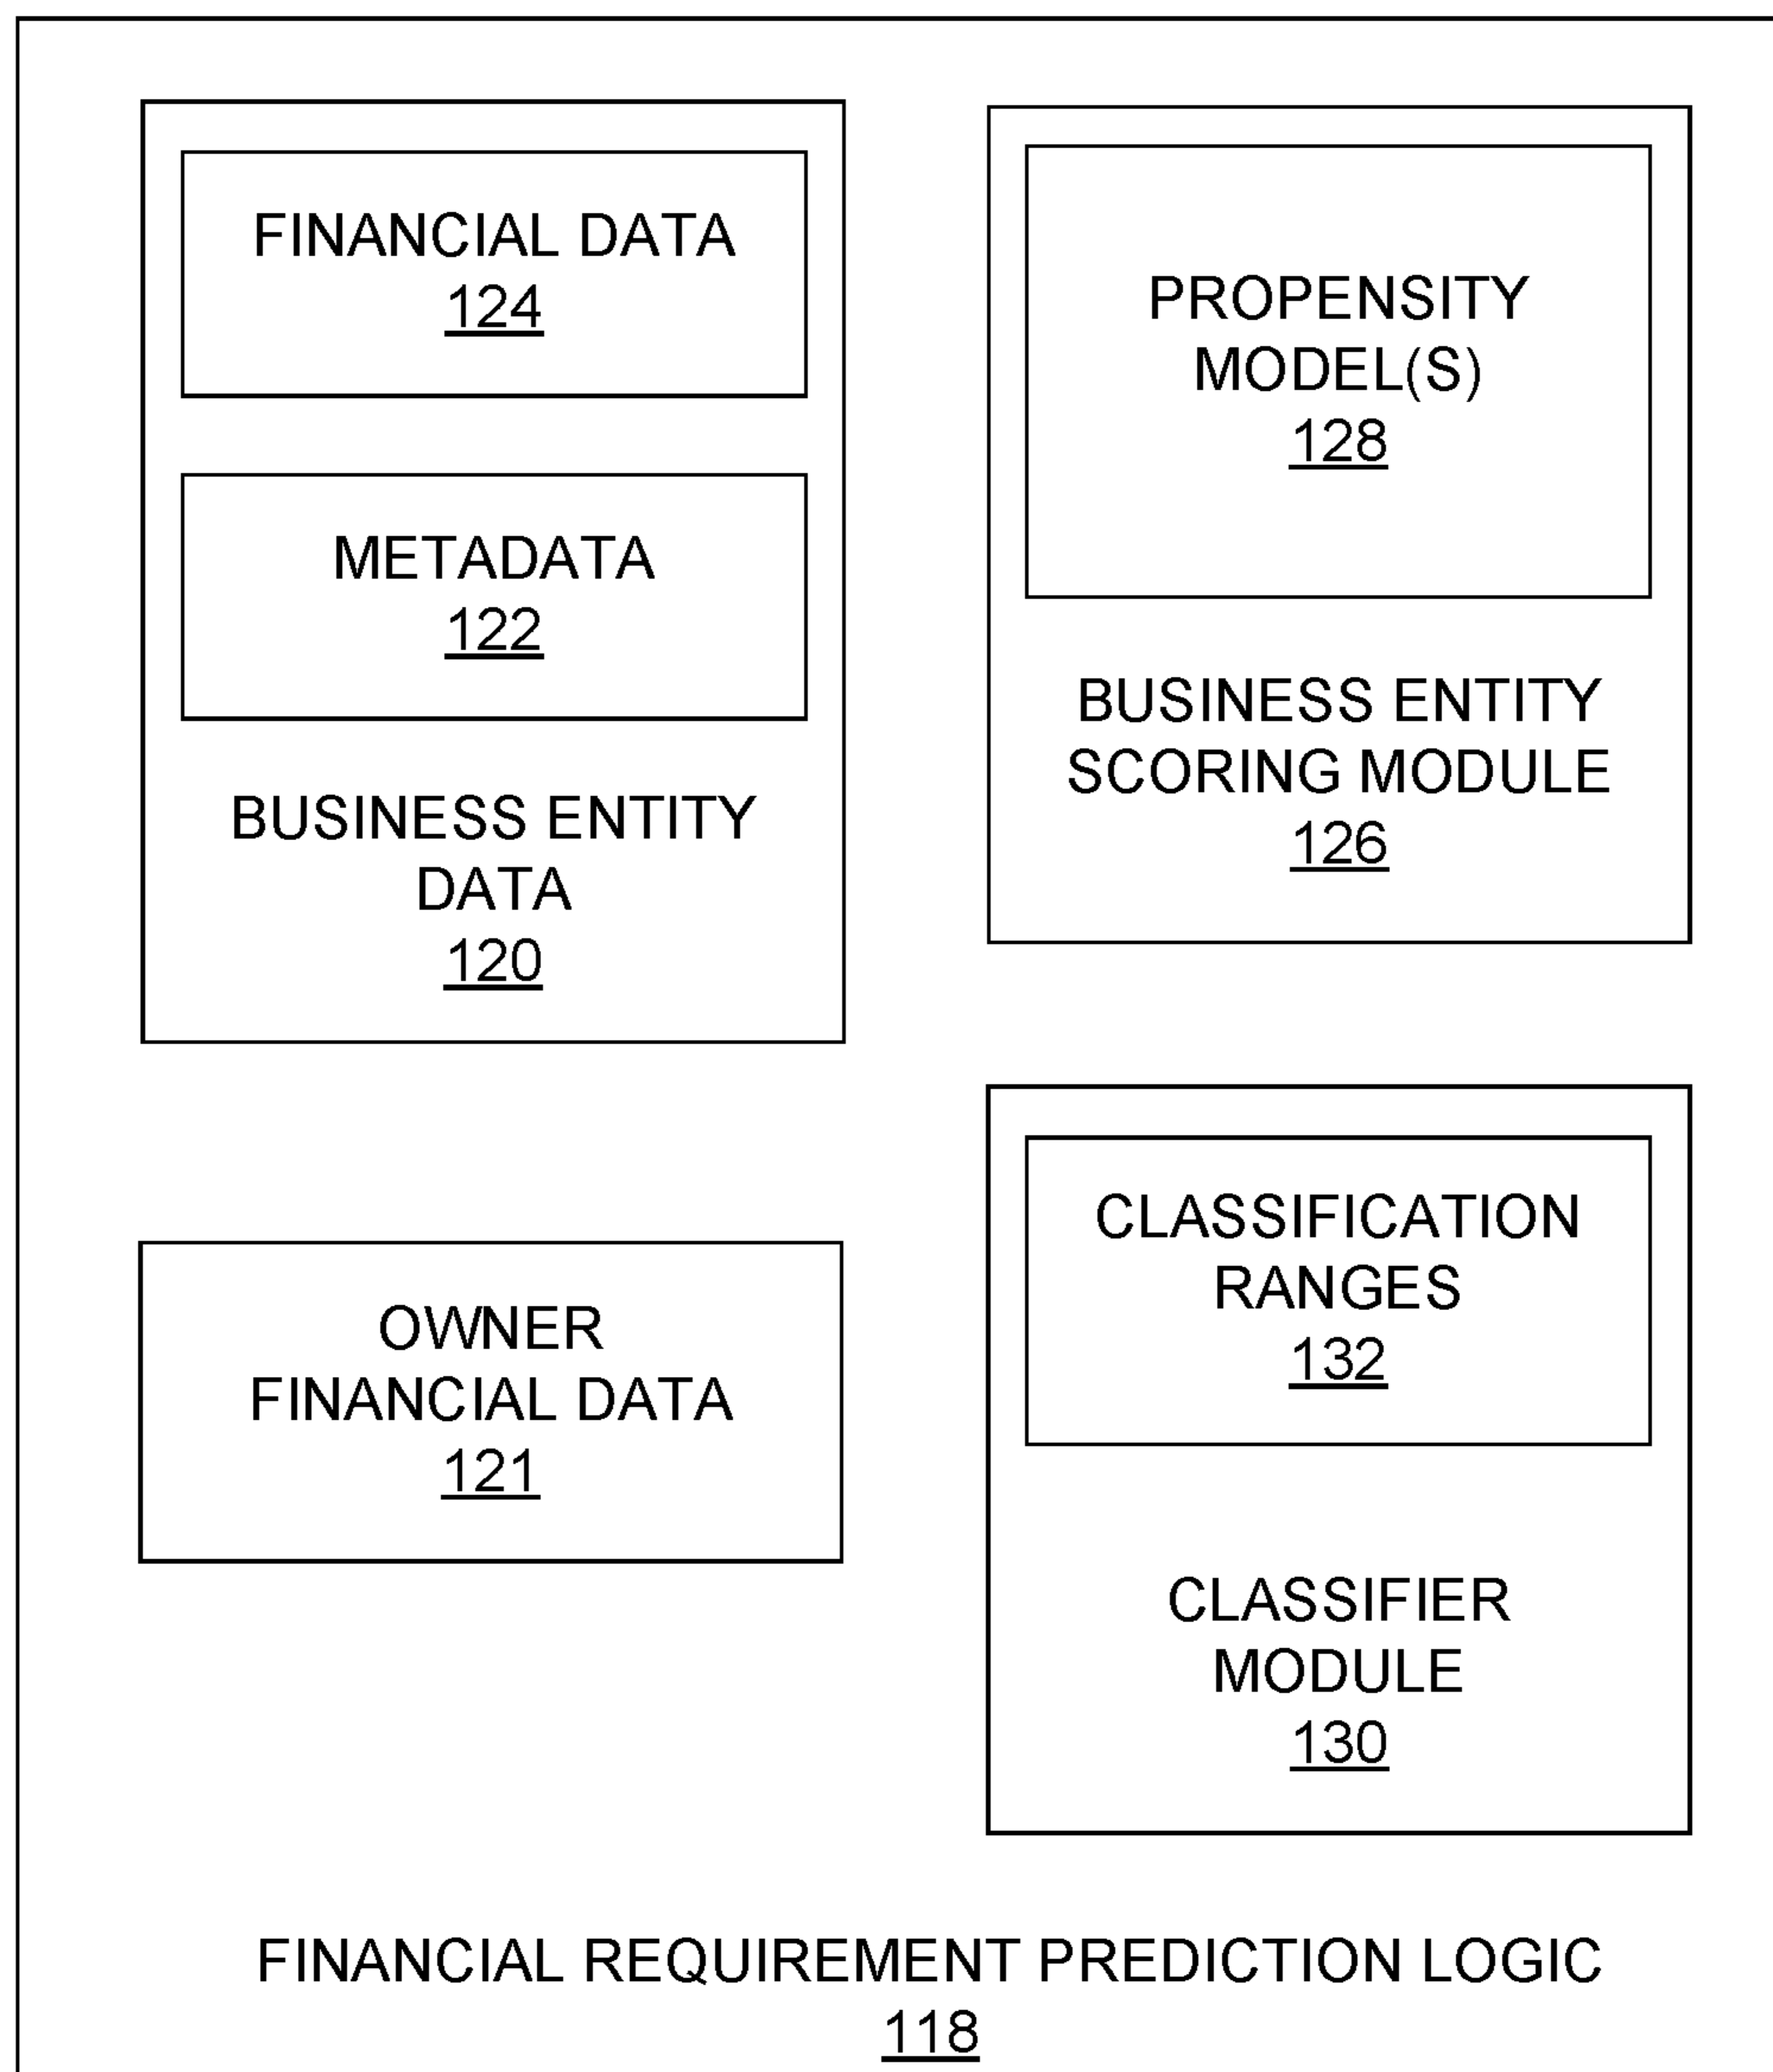 FINANCIAL DATA
124
METADATA
122
BUSINESS ENTITY
DATA
120
OWNER
FINANCIAL DATA
121
PROPENSITY
MODEL(S)
128
BUSINESS ENTITY
SCORING MODULE
126
CLASSIFICATION
RANGES
132
CLASSIFIER
MODULE
130
FINANCIAL REQUIREMENT PREDICTION LOGIC
118